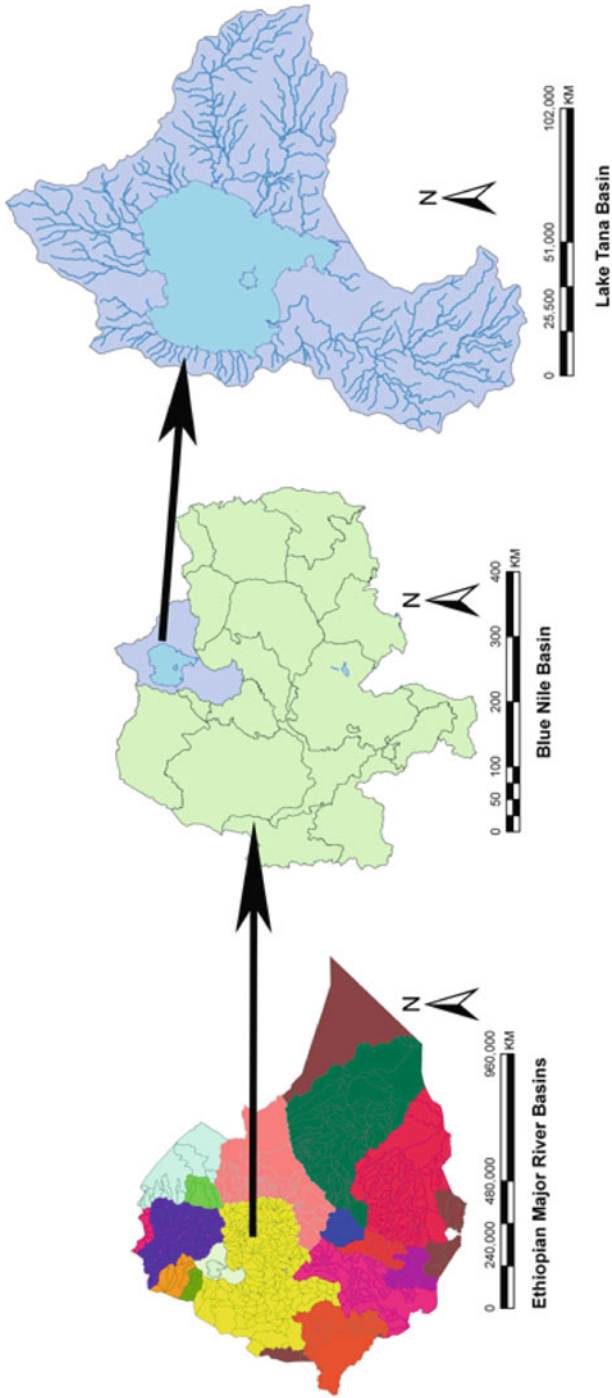 N
0 240,000 480,000 960,000
KM
Ethiopian Major River Basins
N
0 50 100 200 300 400
KM
Blue Nile Basin
N
0 25,500 51,000 102,000
KM
Lake Tana Basin